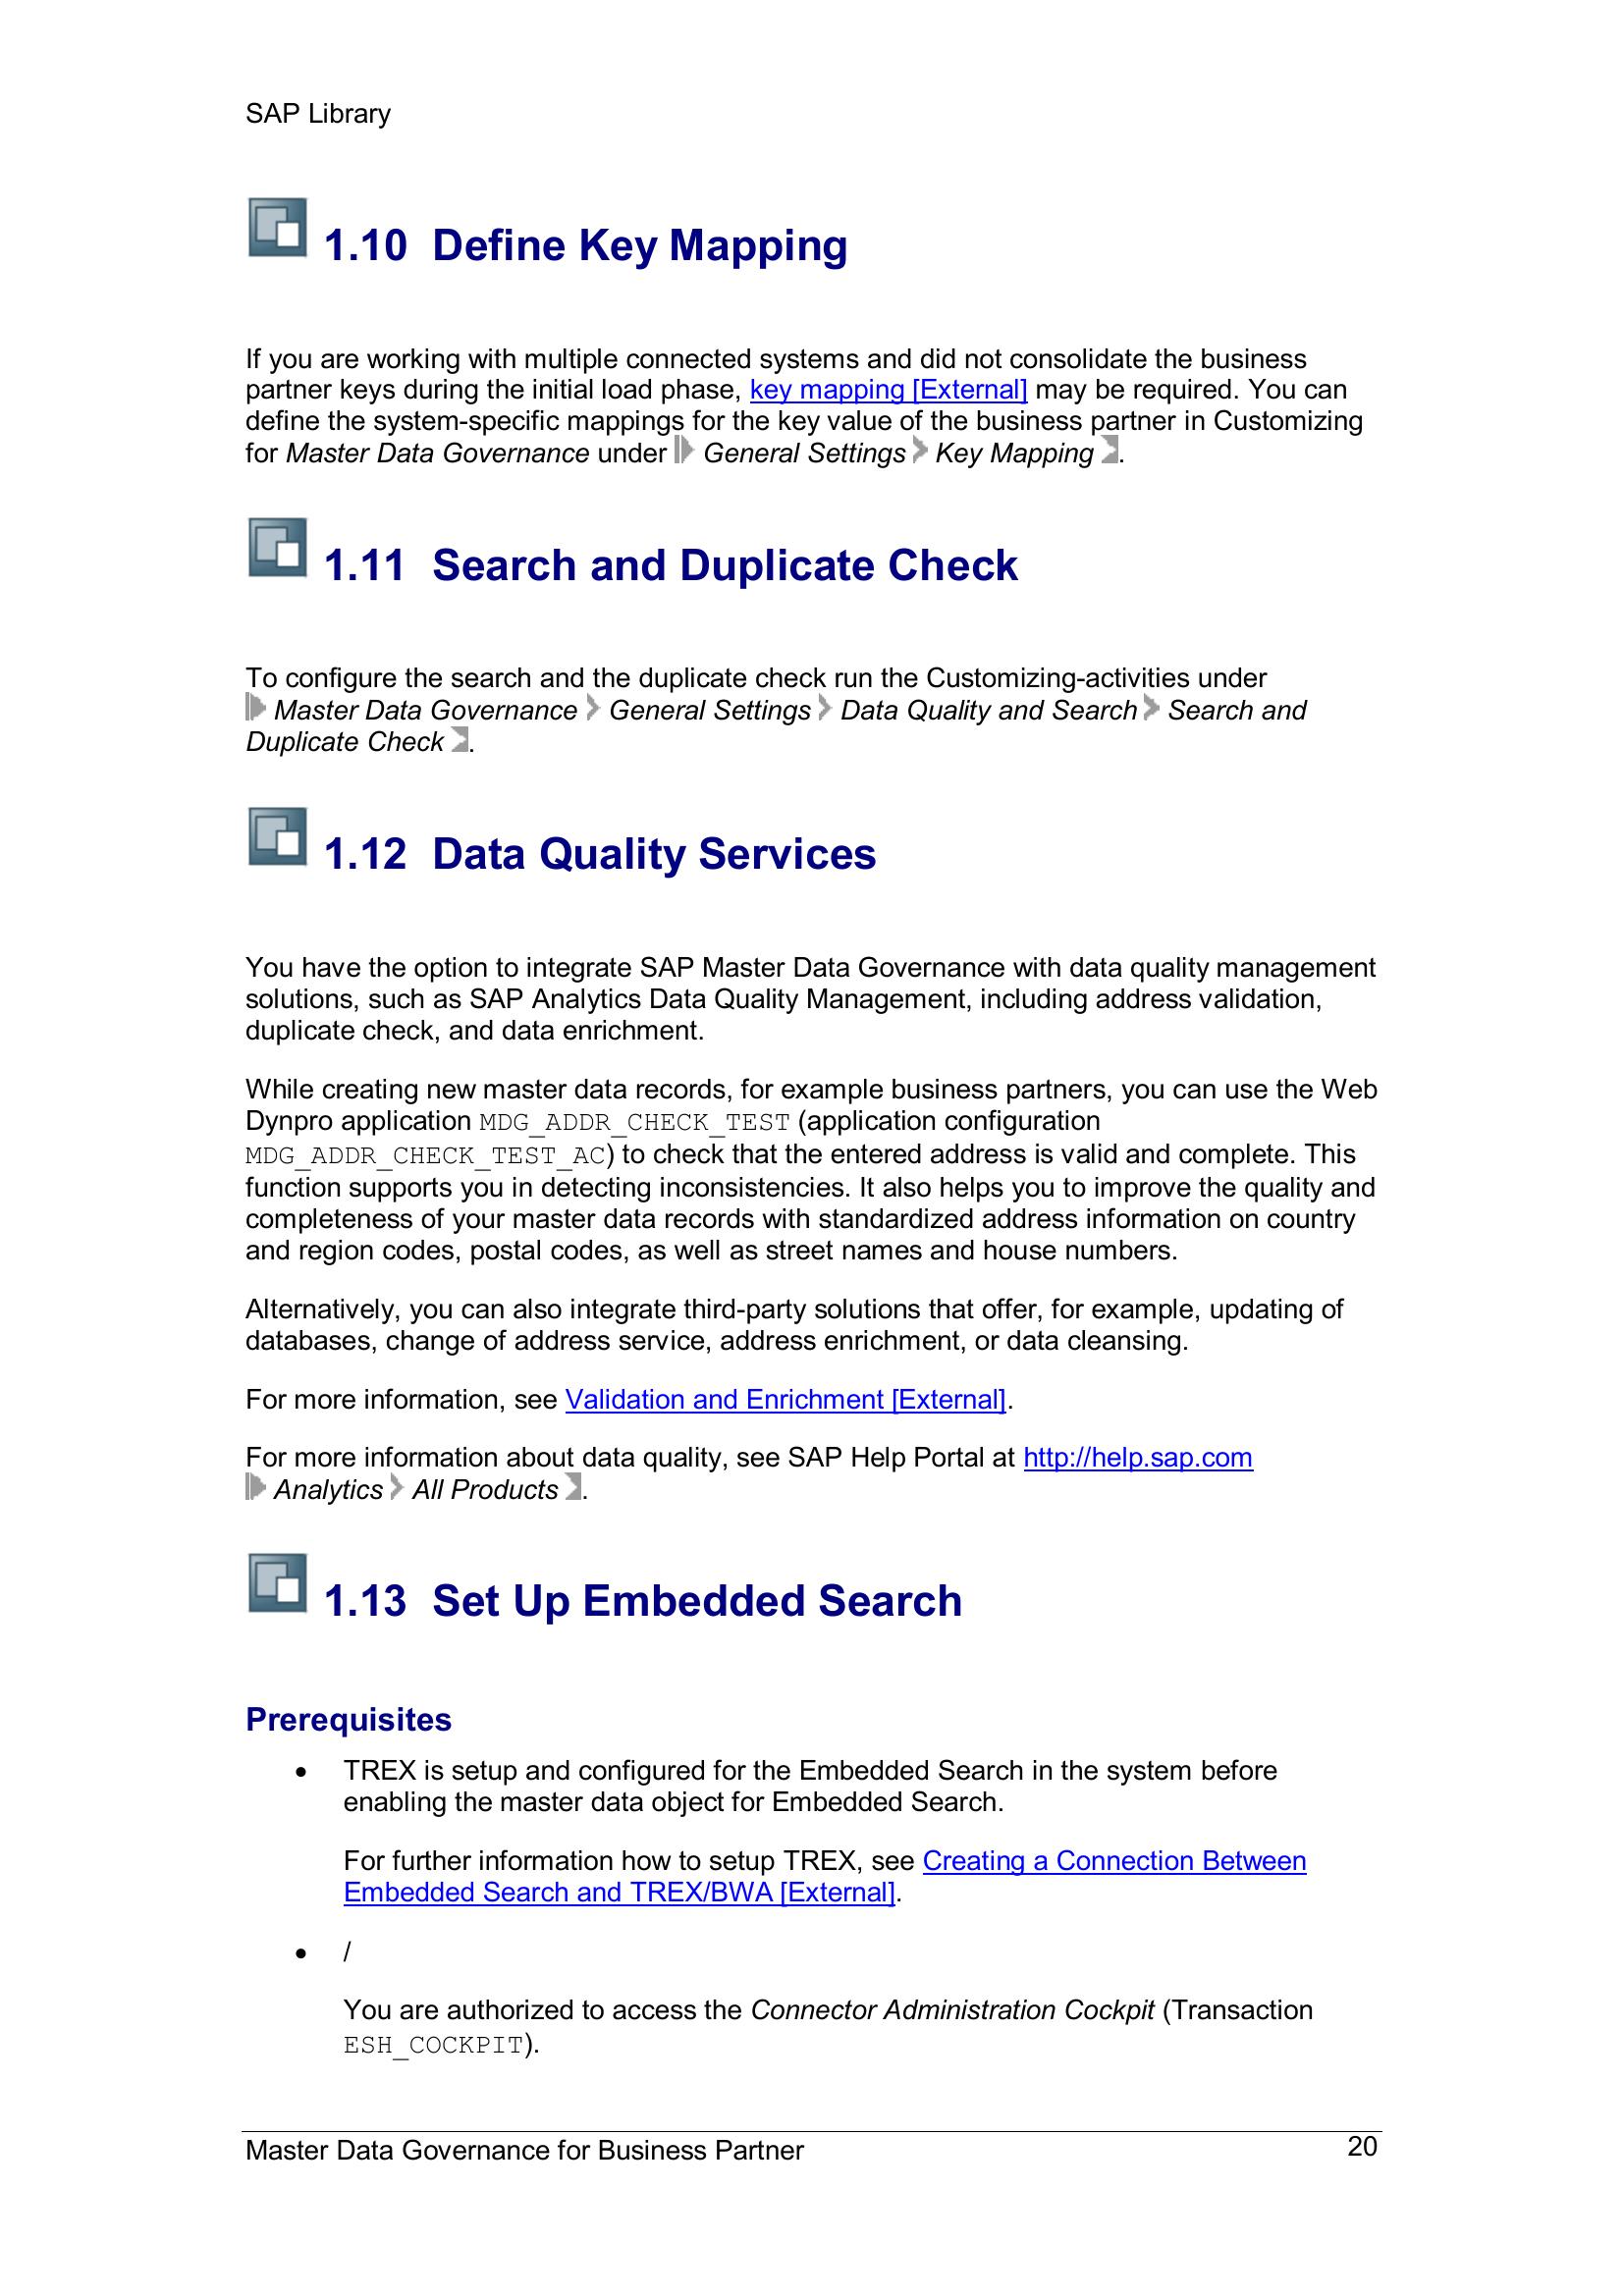 SAP Library
1.10 Define Key Mapping
If you are working with multiple connected systems and did not consolidate the business
partner keys during the initial load phase, key mapping [External] may be required. You can
define the system-specific mappings for the key value of the business partner in Customizing
for Master Data Governance under General Settings Key Mapping .
1.11 Search and Duplicate Check
To configure the search and the duplicate check run the Customizing-activities under
Master Data Governance General Settings Data Quality and Search Search and
Duplicate Check .
1.12 Data Quality Services
You have the option to integrate SAP Master Data Governance with data quality management
solutions, such as SAP Analytics Data Quality Management, including address validation,
duplicate check, and data enrichment.
While creating new master data records, for example business partners, you can use the Web
Dynpro application MDG_ADDR_CHECK_TEST (application configuration
MDG_ADDR_CHECK_TEST_AC) to check that the entered address is valid and complete. This
function supports you in detecting inconsistencies. It also helps you to improve the quality and
completeness of your master data records with standardized address information on country
and region codes, postal codes, as well as street names and house numbers.
Alternatively, you can also integrate third-party solutions that offer, for example, updating of
databases, change of address service, address enrichment, or data cleansing.
For more information, see Validation and Enrichment [External].
For more information about data quality, see SAP Help Portal at http://help.sap.com
Analytics All Products .
1.13 Set Up Embedded Search
Prerequisites
• TREX is setup and configured for the Embedded Search in the system before
enabling the master data object for Embedded Search.
For further information how to setup TREX, see Creating a Connection Between
Embedded Search and TREX/BWA [External].
• /
You are authorized to access the Connector Administration Cockpit (Transaction
ESH_COCKPIT).
Master Data Governance for Business Partner 20